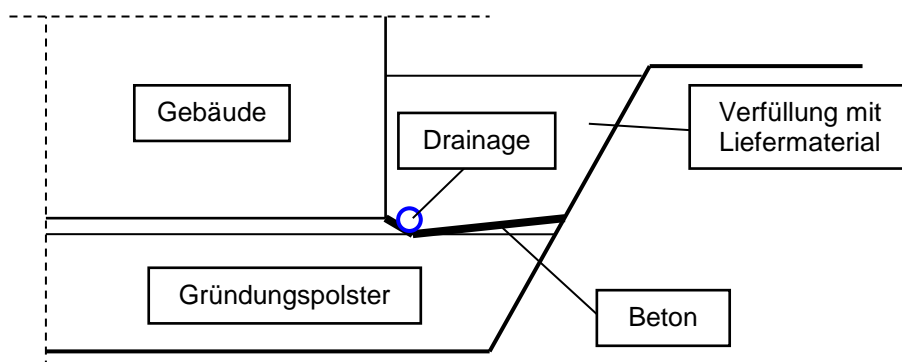 Gebäude
Drainage
Verfüllung mit
Liefermaterial
Gründungspolster
Beton